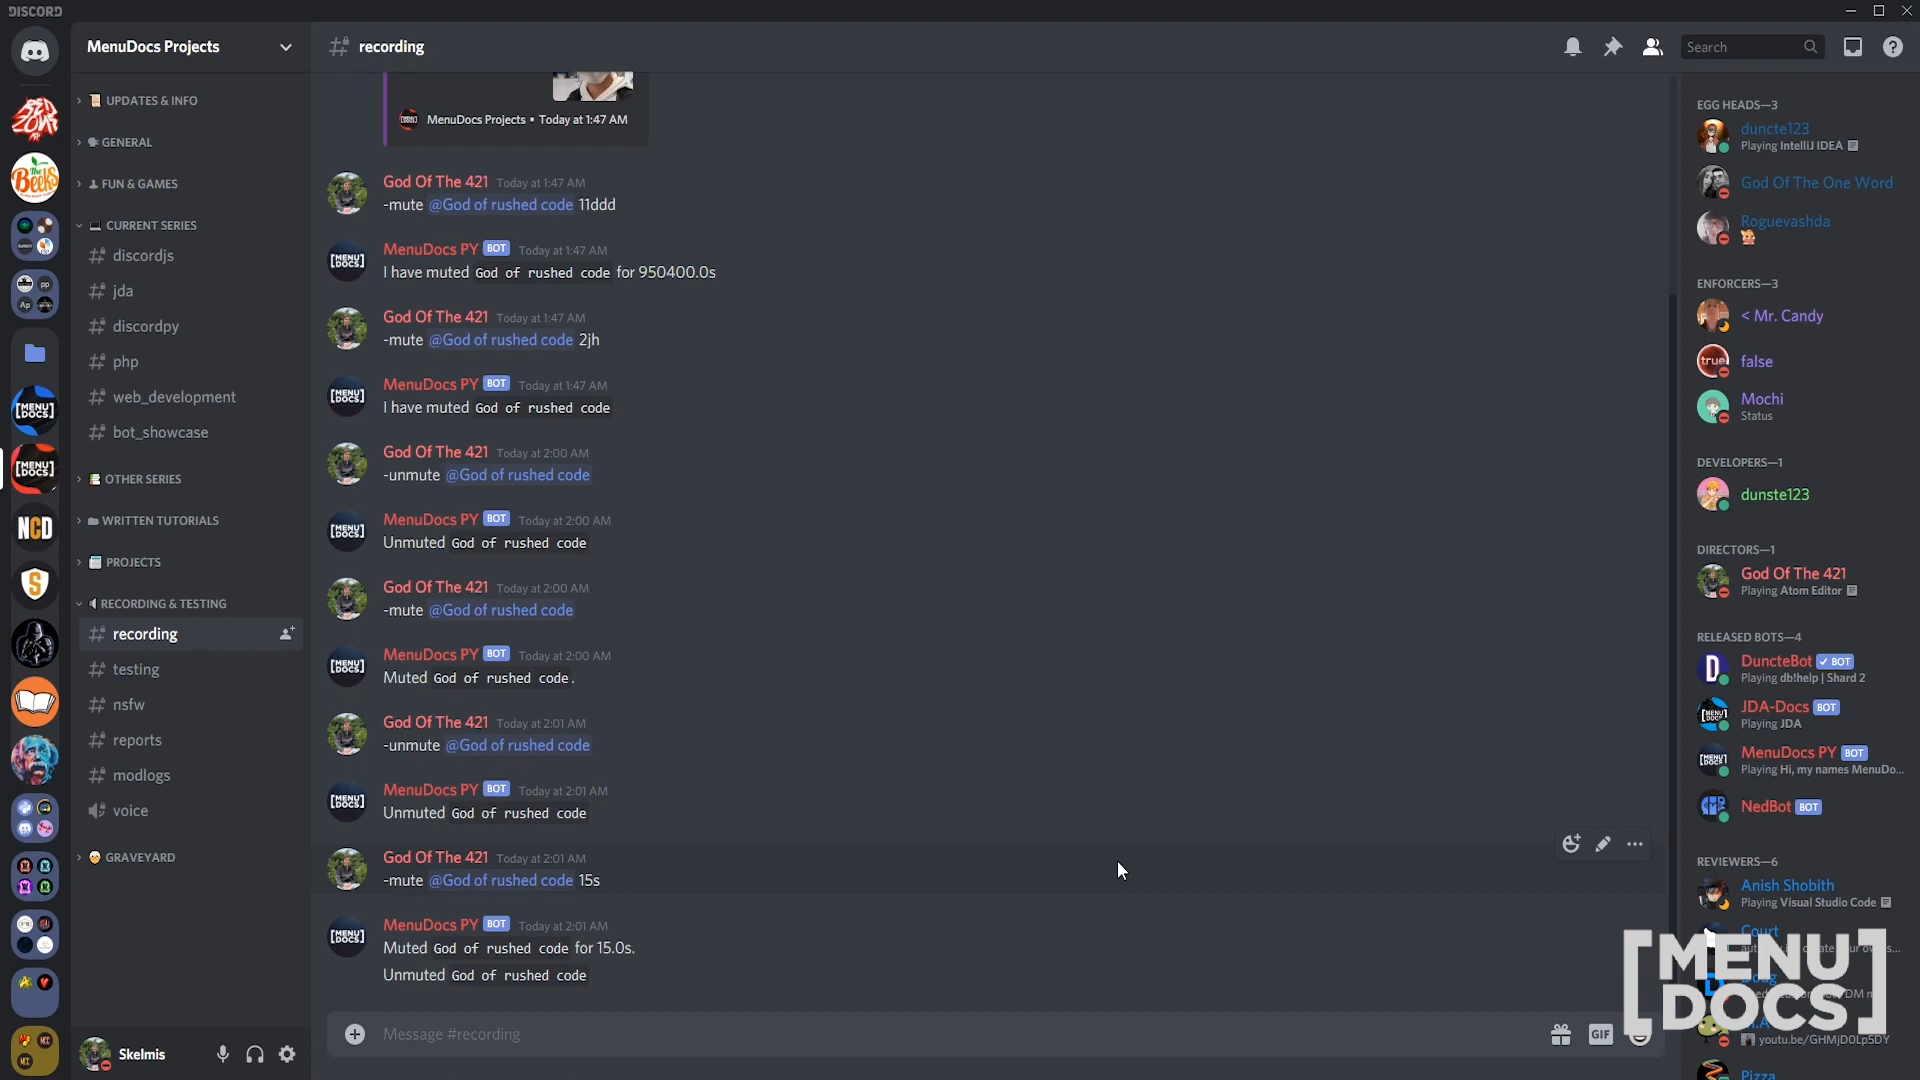 DISCORD
MenuDocs Projects
UPDATES & INFO
GENERAL
FUN & GAMES
CURRENT SERIES
discordjs
jda
discordpy
php
web_development
bot_showcase
OTHER SERIES
WRITTEN TUTORIALS
PROJECTS
RECORDING & TESTING
recording
testing
nsfw
reports
modlogs
voice
GRAVEYARD
Skelmis
recording
Search
MenuDocs Projects • Today at 1:47 AM
God Of The 421 Today at 1:47 AM
-mute @God of rushed code 11ddd
MenuDocs PY BOT Today at 1:47 AM
I have muted God of rushed code for 950400.0s
God Of The 421 Today at 1:47 AM
-mute @God of rushed code 2jh
MenuDocs PY BOT Today at 1:47 AM
I have muted God of rushed code
God Of The 421 Today at 2:00 AM
-unmute @God of rushed code
MenuDocs PY BOT Today at 2:00 AM
Unmuted God of rushed code
God Of The 421 Today at 2:00 AM
-mute @God of rushed code
MenuDocs PY BOT Today at 2:00 AM
Muted God of rushed code.
God Of The 421 Today at 2:01 AM
-unmute @God of rushed code
MenuDocs PY BOT Today at 2:01 AM
Unmuted God of rushed code
God Of The 421 Today at 2:01 AM
-mute @God of rushed code 15s
MenuDocs PY BOT Today at 2:01 AM
Muted God of rushed code for 15.0s.
Unmuted God of rushed code
Message #recording
GIF
EGG HEADS—3
duncte123
Playing IntelliJ IDEA
God Of The One Word
Roguevashda
ENFORCERS—3
< Mr. Candy
false
Mochi
Status
DEVELOPERS—1
dunste123
DIRECTORS—1
God Of The 421
Playing Atom Editor
RELEASED BOTS—4
DuncteBot ✓ BOT
Playing db!help | Shard 2
JDA-Docs BOT
Playing JDA
MenuDocs PY BOT
Playing Hi, my names MenuDo...
NedBot BOT
REVIEWERS—6
Anish Shobith
Playing Visual Studio Code
Court
Doug
youtu.be/GHMjD0Lp5DY
Pizza
[MENU
DOCS]